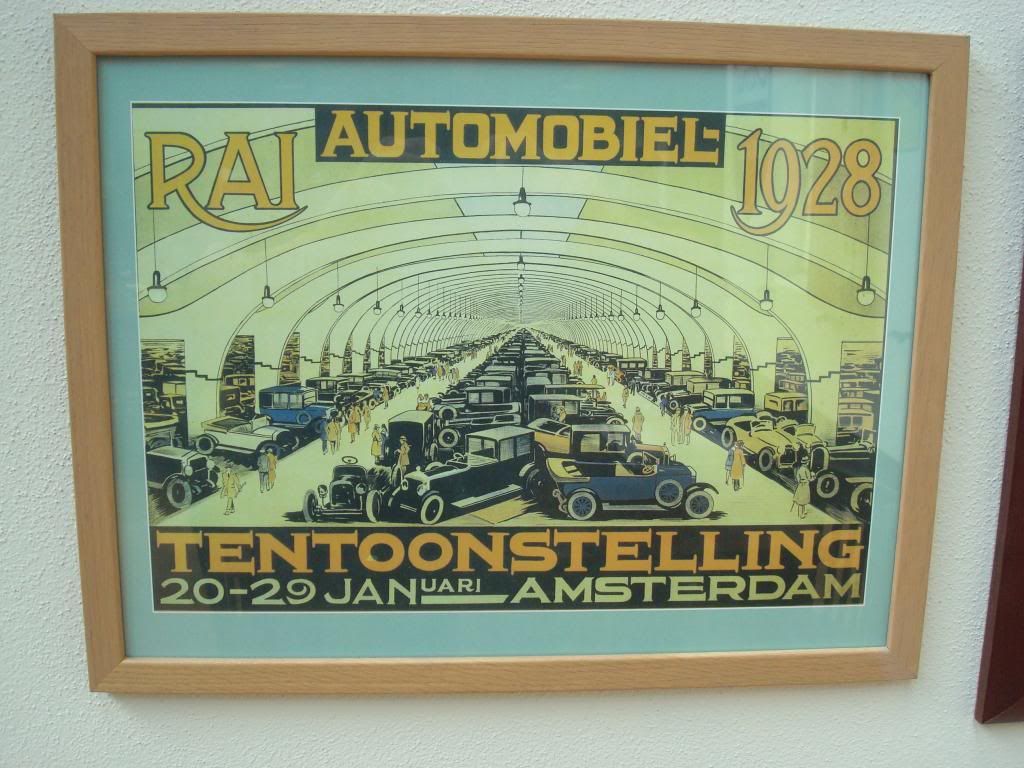 RAI AUTOMOBIEL- 1928
TENTOONSTELLING
20-29 JANUARI AMSTERDAM